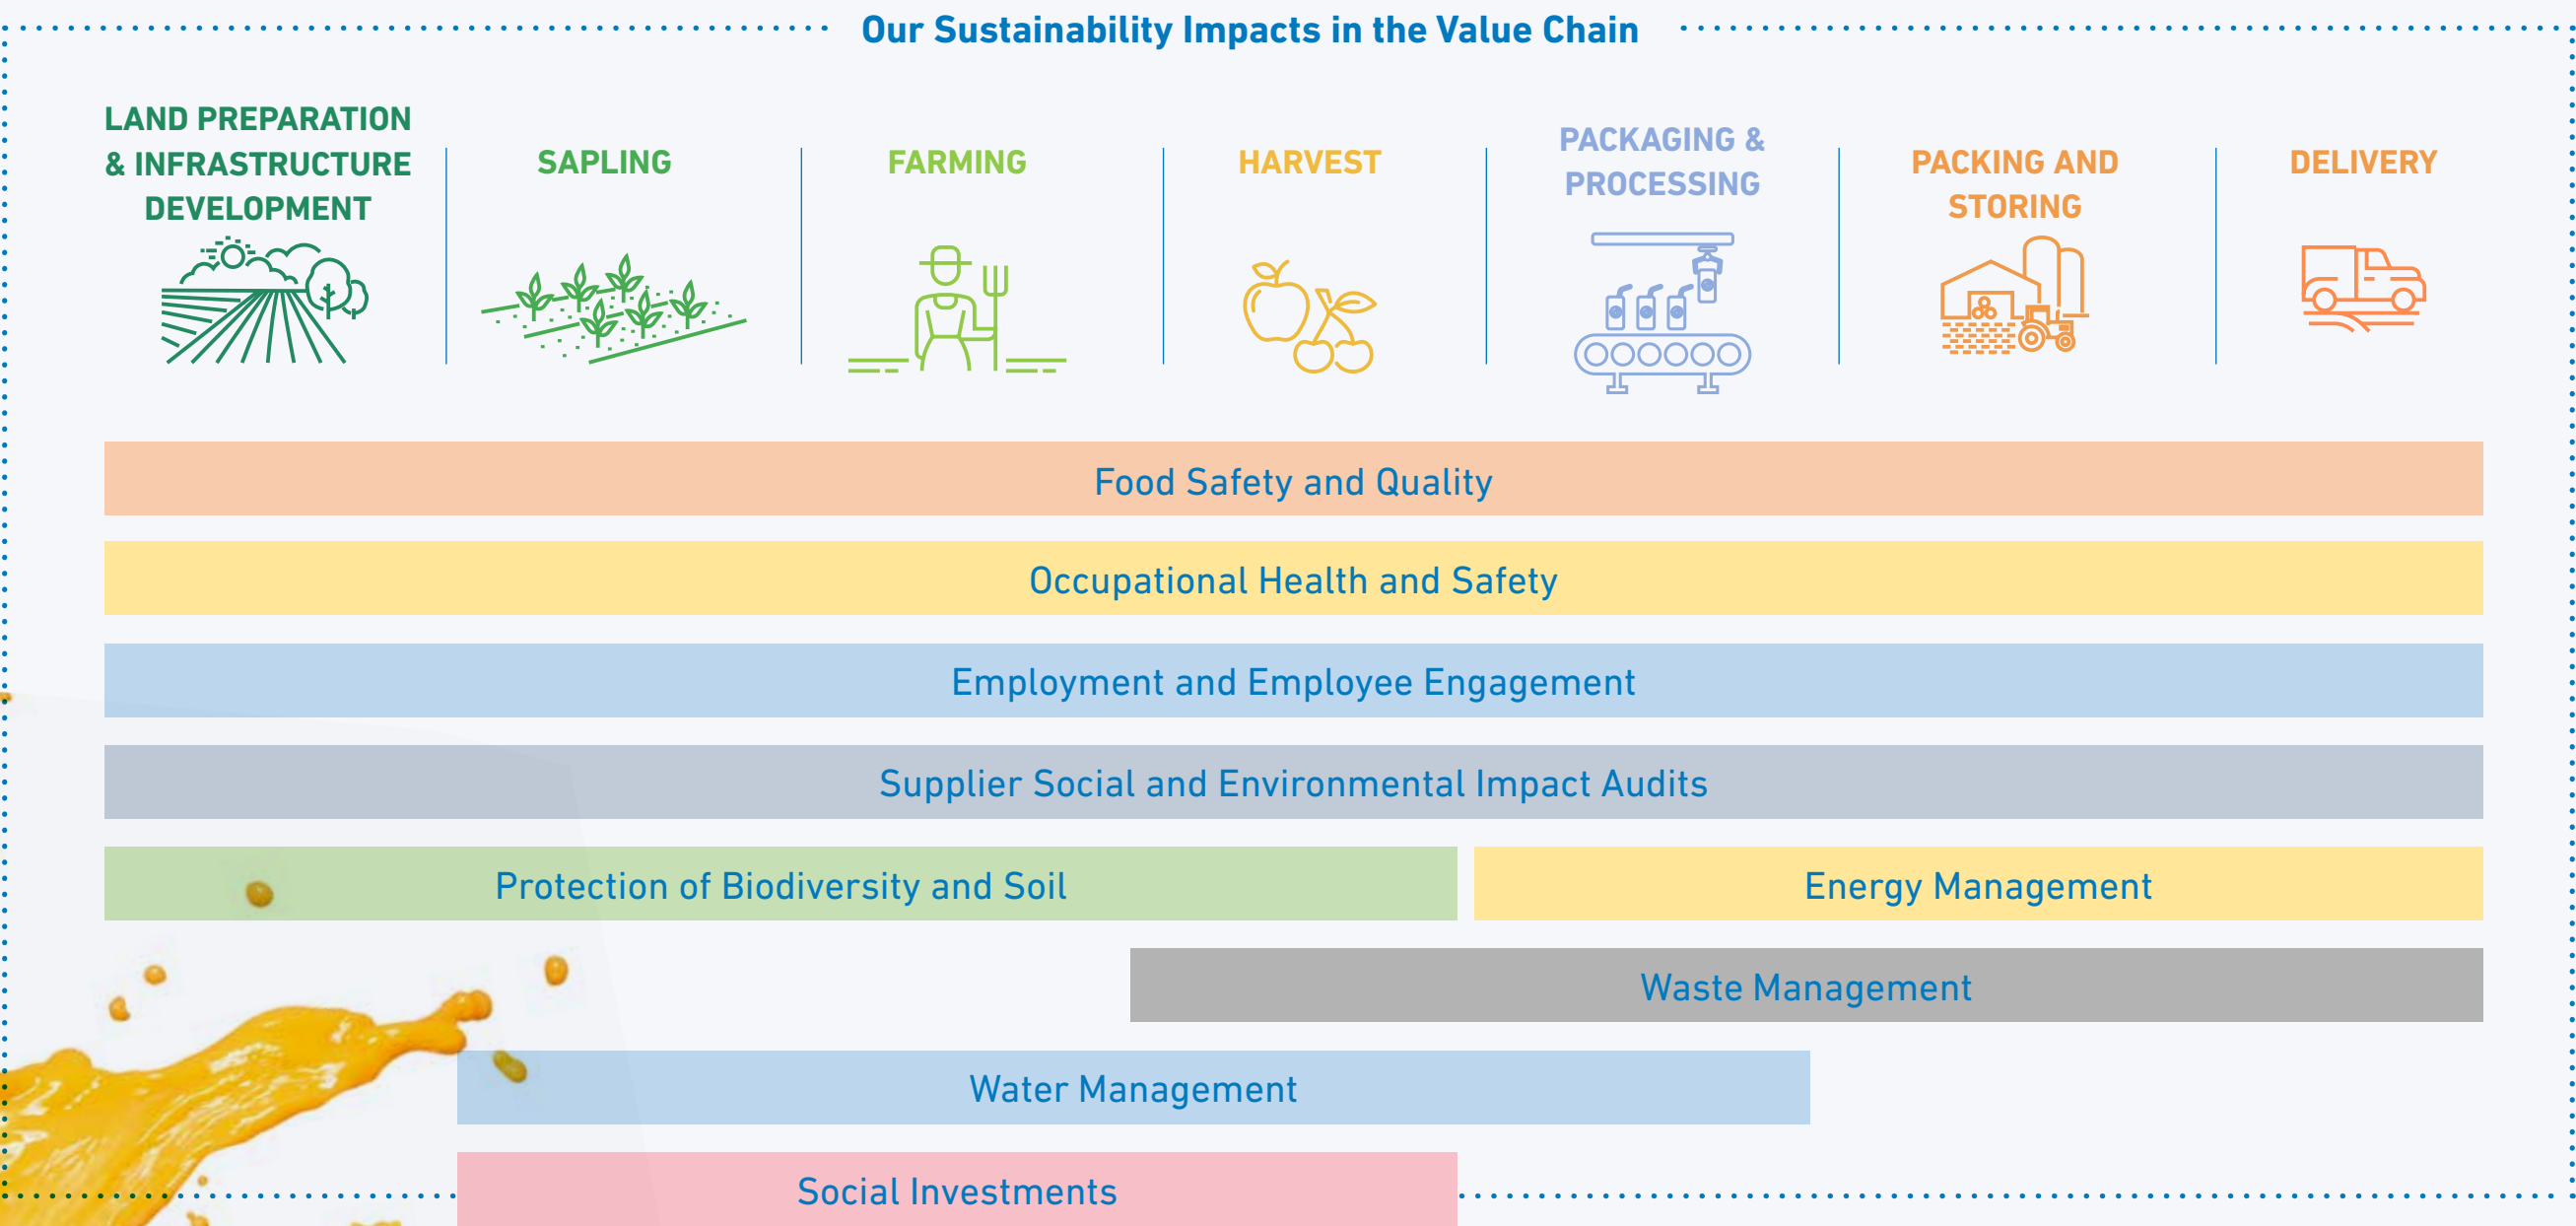 Our Sustainability Impacts in the Value Chain
LAND PREPARATION
& INFRASTRUCTURE
DEVELOPMENT
SAPLING
FARMING
HARVEST
PACKAGING &
PROCESSING
PACKING AND
STORING
DELIVERY
Food Safety and Quality
Occupational Health and Safety
Employment and Employee Engagement
Supplier Social and Environmental Impact Audits
Protection of Biodiversity and Soil
Energy Management
Waste Management
Water Management
Social Investments